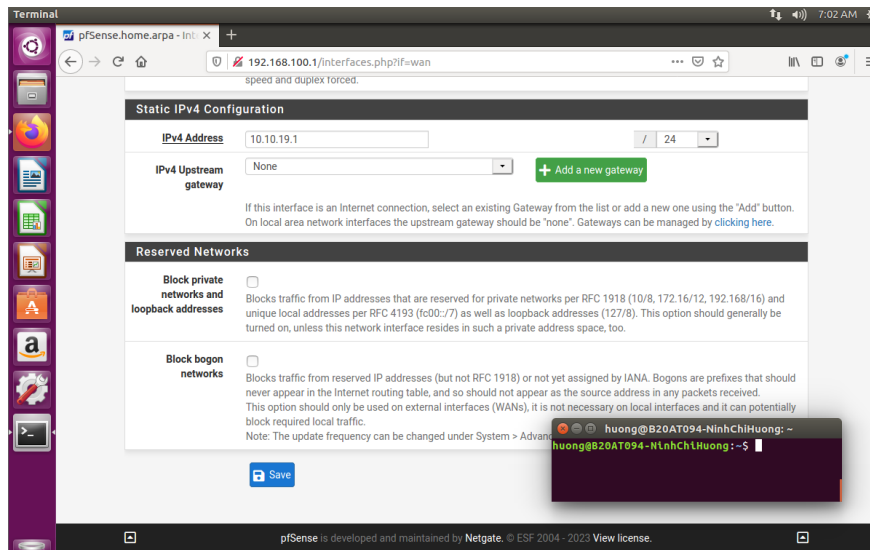 Terminal
7:02 AM
pfSense.home.arpa - Int
192.168.100.1/interfaces.php?if=wan
speed and duplex forced.
Static IPv4 Configuration
IPv4 Address
10.10.19.1
/ 24
IPv4 Upstream
gateway
None
Add a new gateway
If this interface is an Internet connection, select an existing Gateway from the list or add a new one using the "Add" button.
On local area network interfaces the upstream gateway should be "none". Gateways can be managed by clicking here.
Reserved Networks
Block private
networks and
loopback addresses
Blocks traffic from IP addresses that are reserved for private networks per RFC 1918 (10/8, 172.16/12, 192.168/16) and
unique local addresses per RFC 4193 (fc00::/7) as well as loopback addresses (127/8). This option should generally be
turned on, unless this network interface resides in such a private address space, too.
Block bogon
networks
Blocks traffic from reserved IP addresses (but not RFC 1918) or not yet assigned by IANA. Bogons are prefixes that should
never appear in the Internet routing table, and so should not appear as the source address in any packets received.
This option should only be used on external interfaces (WANs), it is not necessary on local interfaces and it can potentially
block required local traffic.
Note: The update frequency can be changed under System > Advanc
huong@B20AT094-NinhChiHuong: ~
huong@B20AT094-NinhChiHuong:~$
Save
pfSense is developed and maintained by Netgate. © ESF 2004 - 2023 View license.